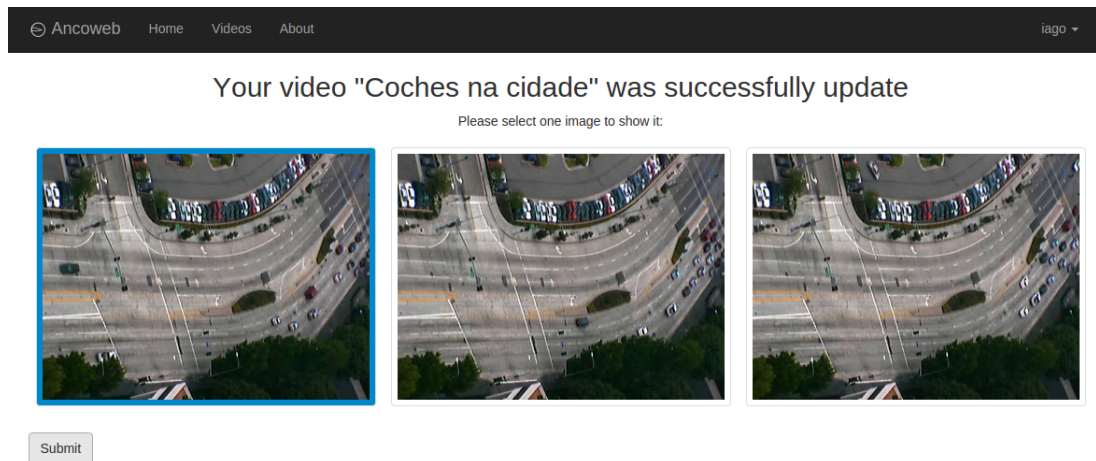 Ancoweb Home Videos About iago
Your video "Coches na cidade" was successfully update
Please select one image to show it:
Submit